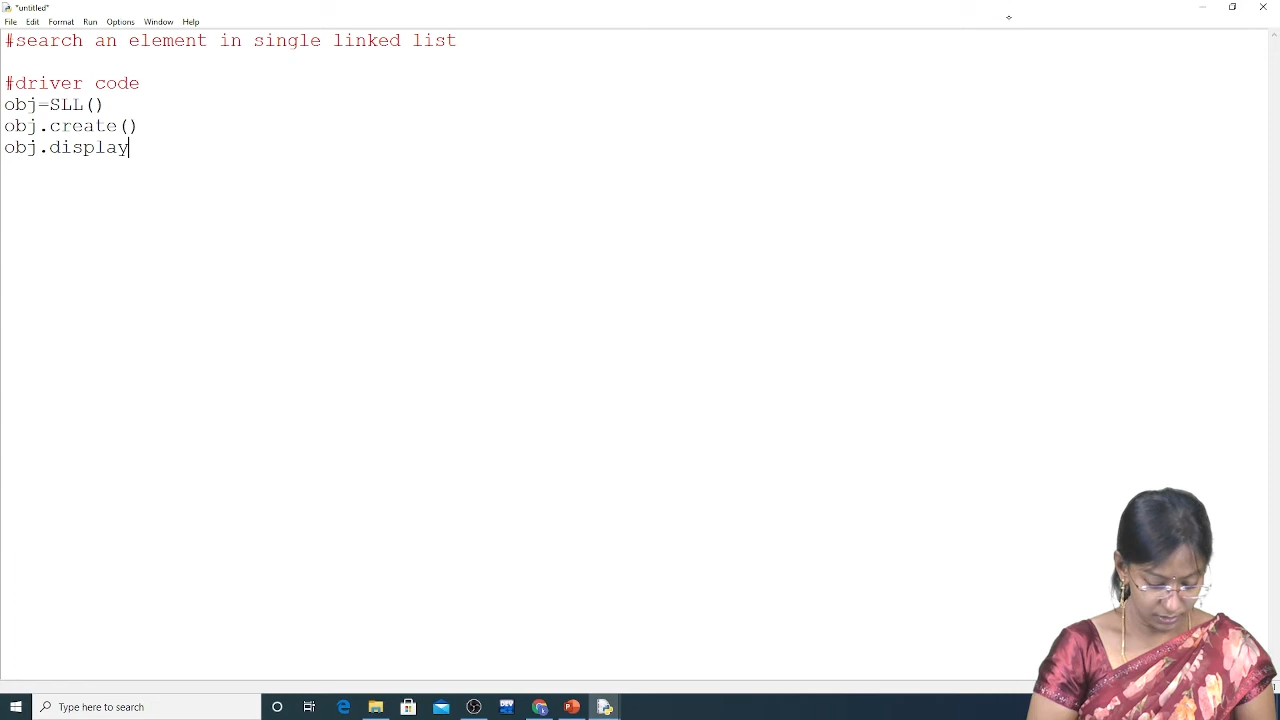 *untitled*
File Edit Format Run Options Window Help
#search an element in single linked list
#driver code
obj=SLL()
obj.create()
obj.display
Type here to search